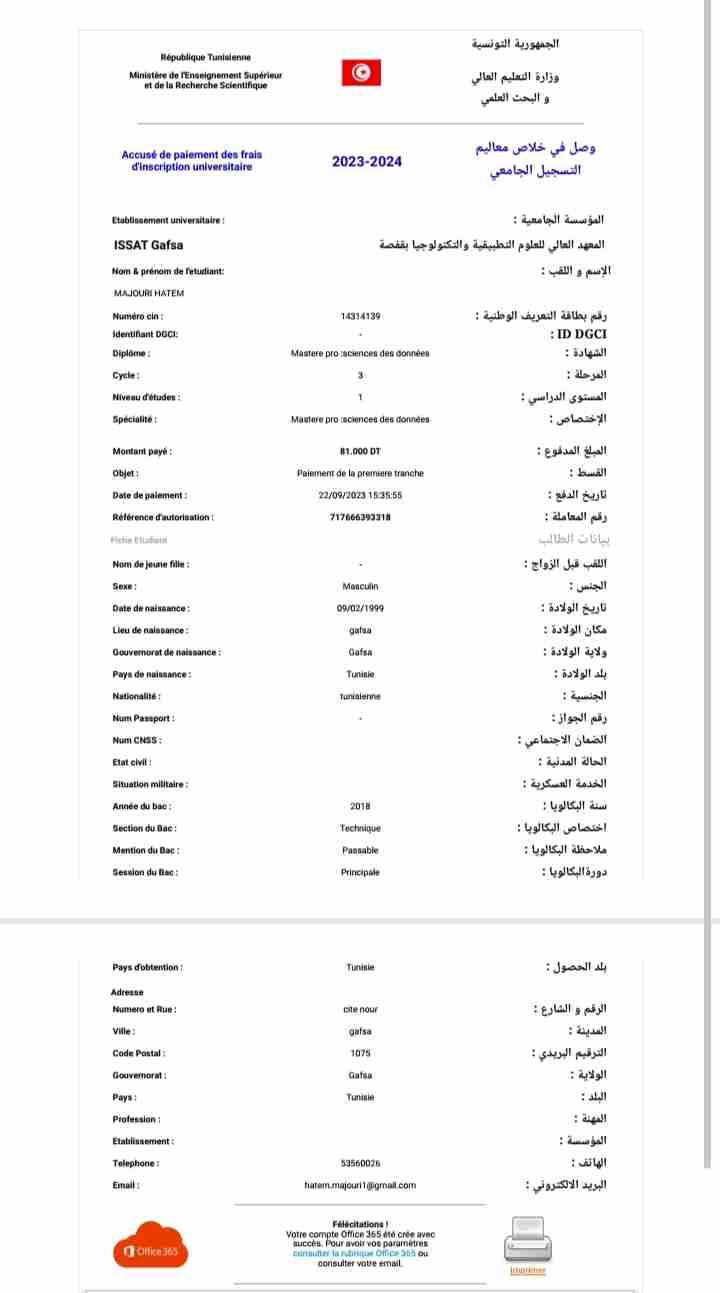 République Tunisienne
Ministère de l'Enseignement Supérieur
et de la Recherche Scientifique
الجمهورية التونسية
وزارة التعليم العالي
و البحث العلمي
Accusé de paiement des frais
d'inscription universitaire
2023-2024
وصل في خلاص معاليم
التسجيل الجامعي
Etablissement universitaire : المؤسسة الجامعية :
ISSAT Gafsa المعهد العالي للعلوم التطبيقية والتكنولوجيا بقفصة
Nom & prénom de l'etudiant: الإسم و اللقب :
MAJOURI HATEM
Numéro cin : 14314139 رقم بطاقة التعريف الوطنية :
Identifiant DGCI: - ID DGCI :
Diplôme : Mastere pro :sciences des données الشهادة :
Cycle : 3 المرحلة :
Niveau d'études : 1 المستوى الدراسي :
Spécialité : Mastere pro :sciences des données الإختصاص :
Montant payé : 81.000 DT المبلغ المدفوع :
Objet : Paiement de la premiere tranche القسط :
Date de paiement : 22/09/2023 15:35:55 تاريخ الدفع :
Référence d'autorisation : 717666393318 رقم المعاملة :
Fiche Etudiant بيانات الطالب
Nom de jeune fille : - اللقب قبل الزواج :
Sexe : Masculin الجنس :
Date de naissance : 09/02/1999 تاريخ الولادة :
Lieu de naissance : gafsa مكان الولادة :
Gouvernorat de naissance : Gafsa ولاية الولادة :
Pays de naissance : Tunisie بلد الولادة :
Nationalité : tunisienne الجنسية :
Num Passport : - رقم الجواز :
Num CNSS : الضمان الاجتماعي :
Etat civil : الحالة المدنية :
Situation militaire : الخدمة العسكرية :
Année du bac : 2018 سنة البكالويا :
Section du Bac : Technique اختصاص البكالويا :
Mention du Bac : Passable ملاحظة البكالويا :
Session du Bac : Principale دورةالبكالويا :
Pays d'obtention : Tunisie بلد الحصول :
Adresse
Numero et Rue : cite nour الرقم و الشارع :
Ville : gafsa المدينة :
Code Postal : 1075 الترقيم البريدي :
Gouvernorat : Gafsa الولاية :
Pays : Tunisie البلد :
Profession : المهنة :
Etablissement : المؤسسة :
Telephone : 53560026 الهاتف :
Email : hatem.majouri1@gmail.com البريد الالكتروني :
Office 365
Félécitations !
Votre compte Office 365 été crée avec
succès. Pour avoir vos paramètres
consulter la rubrique Office 365 ou
consulter votre émail.
Imprimer